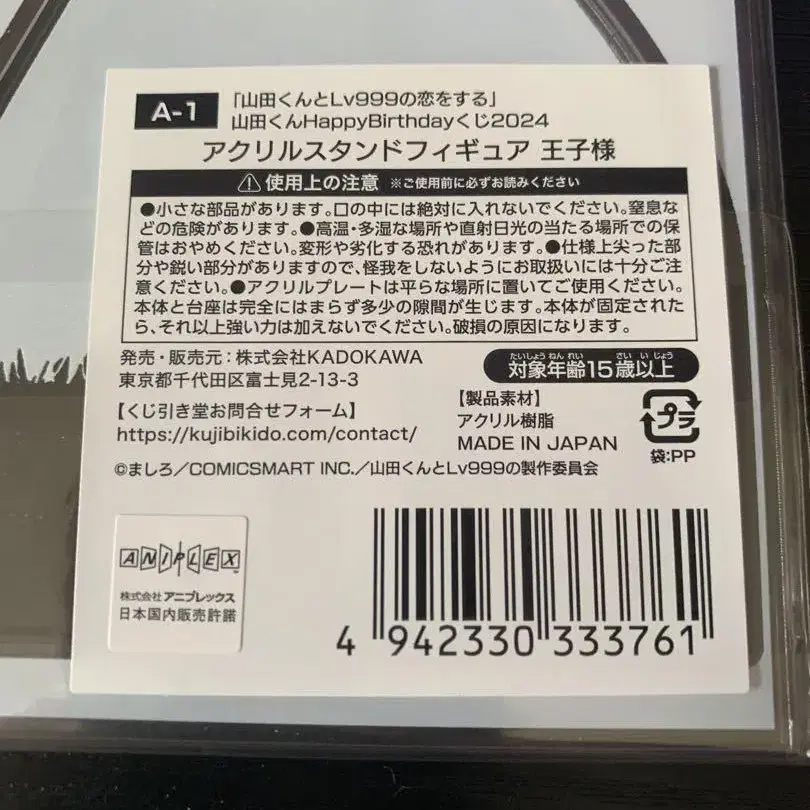 A-1
「山田くんとLv999の恋をする」
山田くんHappyBirthdayくじ2024
アクリルスタンドフィギュア 王子様
使用上の注意 ※ご使用前に必ずお読みください
●小さな部品があります。口の中には絶対に入れないでください。窒息な
どの危険があります。●高温・多湿な場所や直射日光の当たる場所での保
管はおやめください。変形や劣化する恐れがあります。●仕様上尖った部
分や鋭い部分がありますので、怪我をしないようにお取扱いには十分ご注
意ください。●アクリルプレートは平らな場所に置いてご使用ください。
本体と台座は完全にはまらず多少の隙間が生じます。本体が固定された
ら、それ以上強い力は加えないでください。破損の原因になります。
発売・販売元：株式会社KADOKAWA
東京都千代田区富士見2-13-3
たいしょうねんれい さいいじょう
対象年齢15歳以上
【くじ引き堂お問合せフォーム】
https://kujibikido.com/contact/
【製品素材】
アクリル樹脂
MADE IN JAPAN
プラ
袋:PP
©ましろ／COMICSMART INC.／山田くんとLv999の製作委員会
ANIPLEX
株式会社アニプレックス
日本国内販売許諾
4 942330 333761